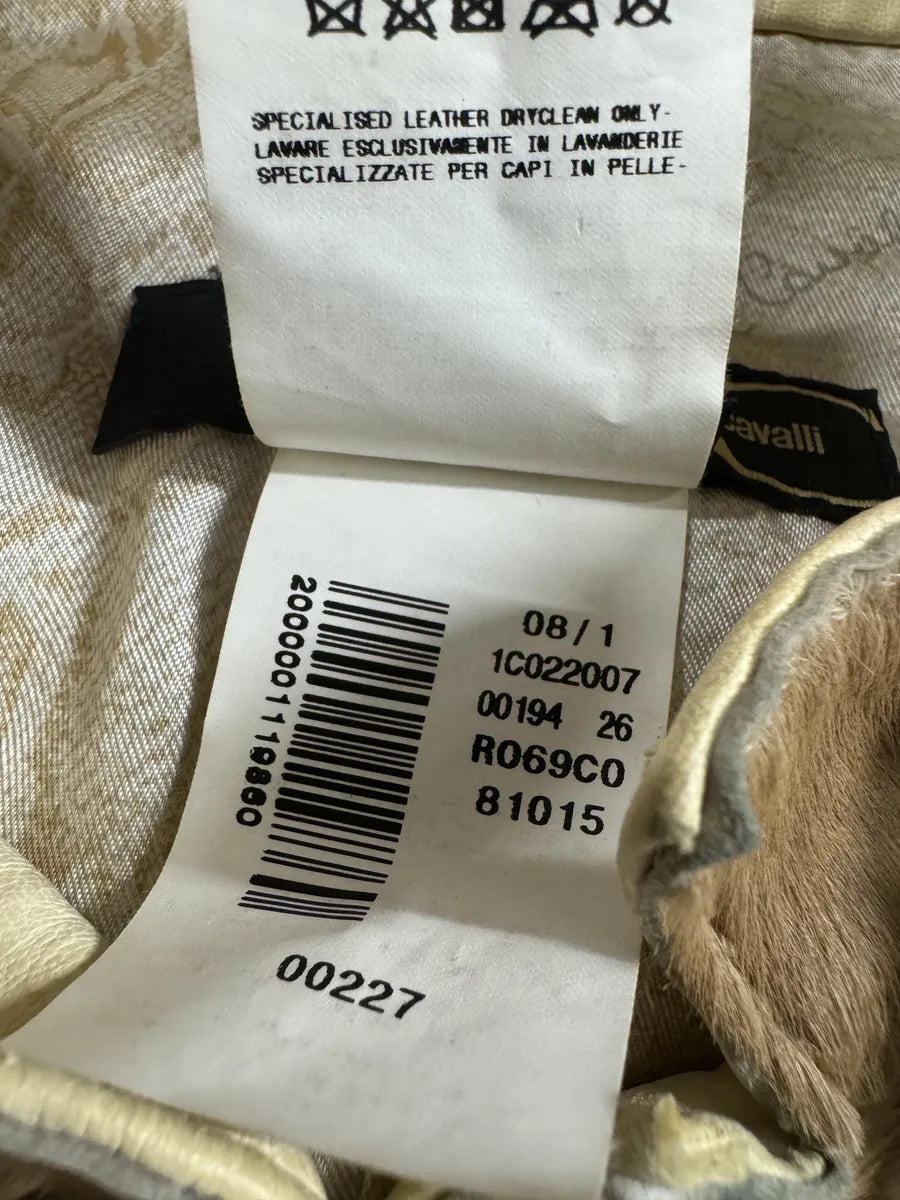 SPECIALISED LEATHER DRYCLEAN ONLY-
LAVARE ESCLUSIVAMENTE IN LAVANDERIE
SPECIALIZZATE PER CAPI IN PELLE-
cavalli
2000001119860
08/1
1C022007
00194 26
R069C0
81015
00227